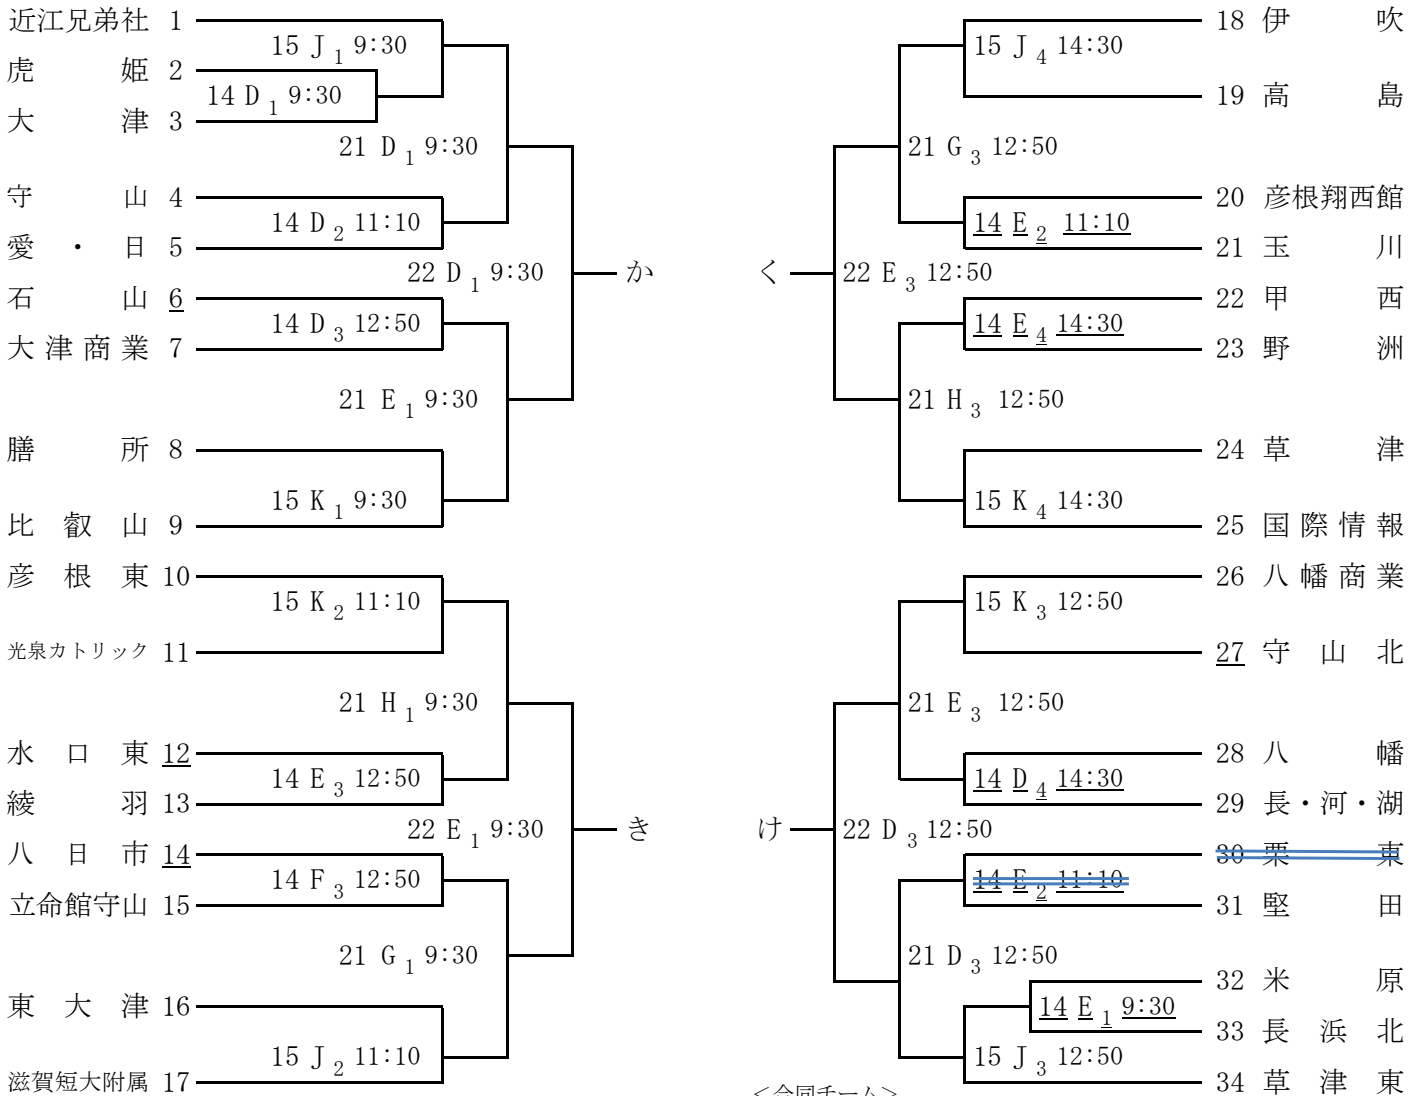 近江兄弟社 1
15 J 1 9:30
虎姫 2
14 D 1 9:30
大津 3
21 D 1 9:30
守山 4
14 D 2 11:10
愛・日 5
22 D 1 9:30
か
石山 6
14 D 3 12:50
大津商業 7
21 E 1 9:30
膳所 8
15 K 1 9:30
比叡山 9
彦根東 10
15 K 2 11:10
光泉カトリック 11
21 H 1 9:30
水口東 12
14 E 3 12:50
綾羽 13
22 E 1 9:30
き
八日市 14
14 F 3 12:50
立命館守山 15
21 G 1 9:30
東大津 16
15 J 2 11:10
滋賀短大附属 17
18 伊吹
15 J 4 14:30
19 高島
21 G 3 12:50
20 彦根翔西館
14 E 2 11:10
21 玉川
く
22 E 3 12:50
22 甲西
14 E 4 14:30
23 野洲
21 H 3 12:50
24 草津
15 K 4 14:30
25 国際情報
26 八幡商業
15 K 3 12:50
27 守山北
21 E 3 12:50
28 八幡
14 D 4 14:30
29 長・河・湖
け
22 D 3 12:50
30 栗東
14 E 2 11:10
31 堅田
21 D 3 12:50
32 米原
14 E 1 9:30
33 長浜北
15 J 3 12:50
34 草津東
＜合同チーム＞